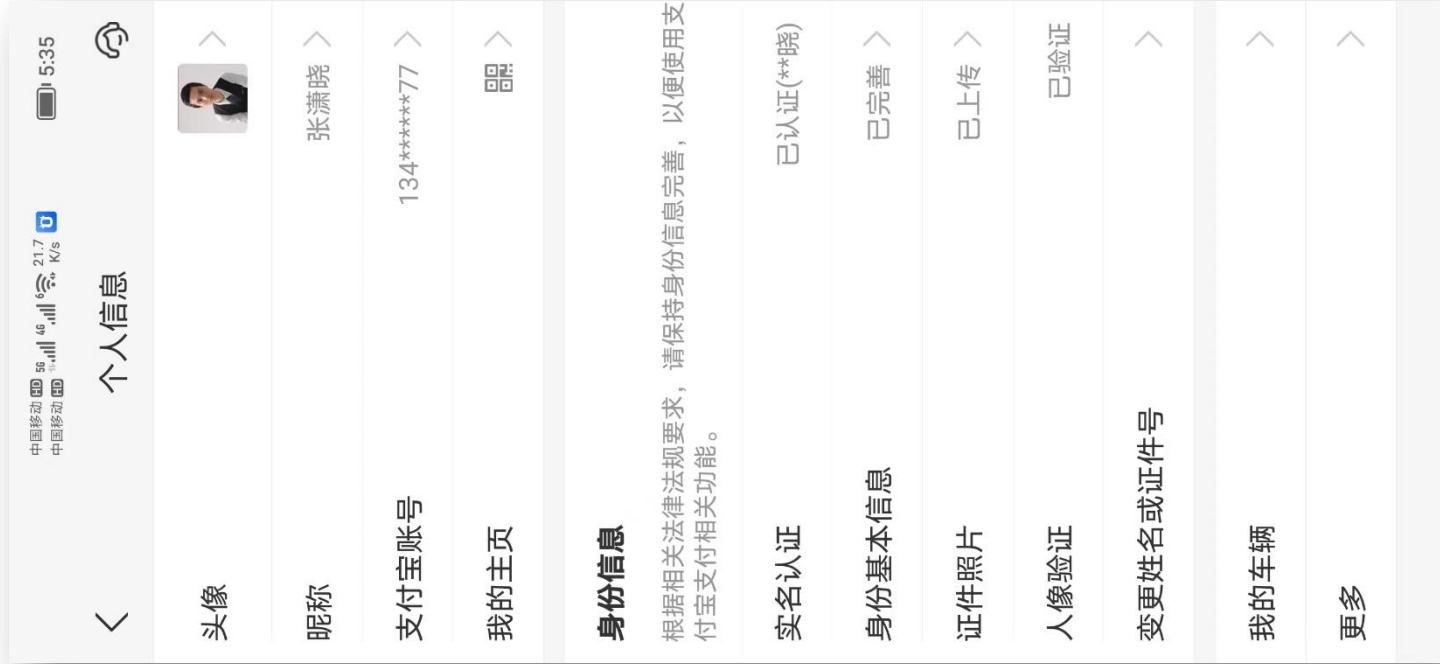 中国移动 HD 5G 4G 6 21.7 K/s 5:35
中国移动 HD
个人信息
头像
昵称 张潇晓
支付宝账号 134******77
我的主页
身份信息
根据相关法律法规要求，请保持身份信息完善，以便使用支
付宝支付相关功能。
实名认证 已认证(**晓)
身份基本信息 已完善
证件照片 已上传
人像验证 已验证
变更姓名或证件号
我的车辆
更多